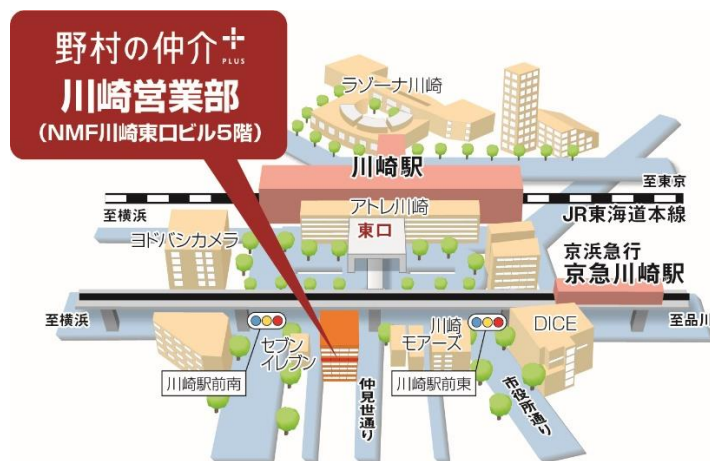 野村の仲介+
PLUS
川崎営業部
(NMF川崎東口ビル5階)
ラゾーナ川崎
川崎駅
至東京
至横浜
JR東海道本線
アトレ川崎
東口
ヨドバシカメラ
京浜急行
京急川崎駅
至横浜
至品川
セブン
イレブン
川崎
モアーズ
DICE
川崎駅前南
川崎駅前東
仲見世通り
市役所通り